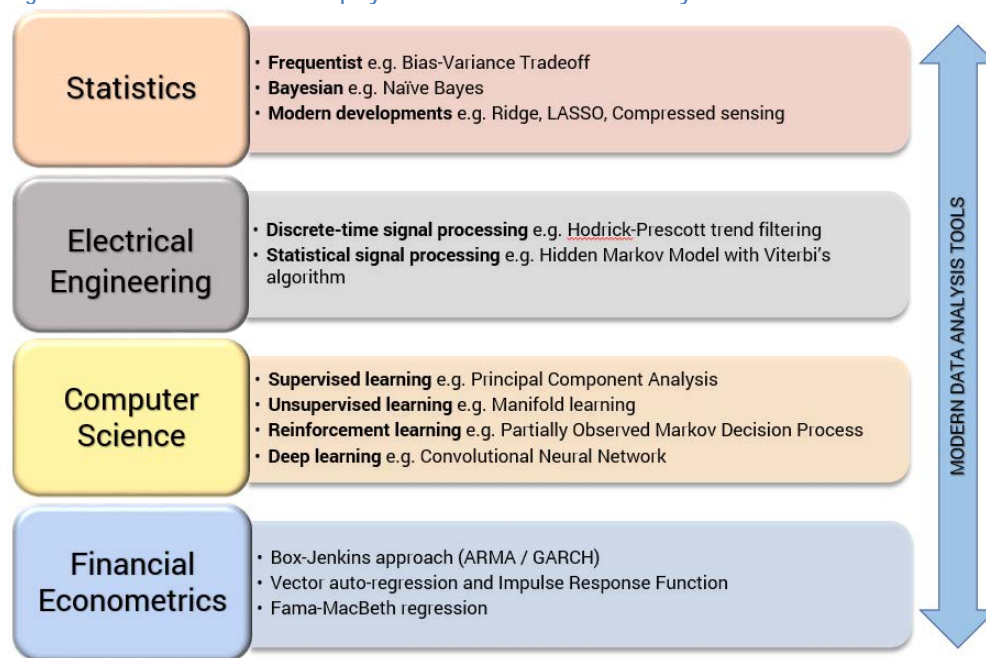 Statistics
• Frequentist e.g. Bias-Variance Tradeoff
• Bayesian e.g. Naïve Bayes
• Modern developments e.g. Ridge, LASSO, Compressed sensing
Electrical
Engineering
• Discrete-time signal processing e.g. Hodrick-Prescott trend filtering
• Statistical signal processing e.g. Hidden Markov Model with Viterbi's
algorithm
Computer
Science
• Supervised learning e.g. Principal Component Analysis
• Unsupervised learning e.g. Manifold learning
• Reinforcement learning e.g. Partially Observed Markov Decision Process
• Deep learning e.g. Convolutional Neural Network
Financial
Econometrics
• Box-Jenkins approach (ARMA / GARCH)
• Vector auto-regression and Impulse Response Function
• Fama-MacBeth regression
MODERN DATA ANALYSIS TOOLS